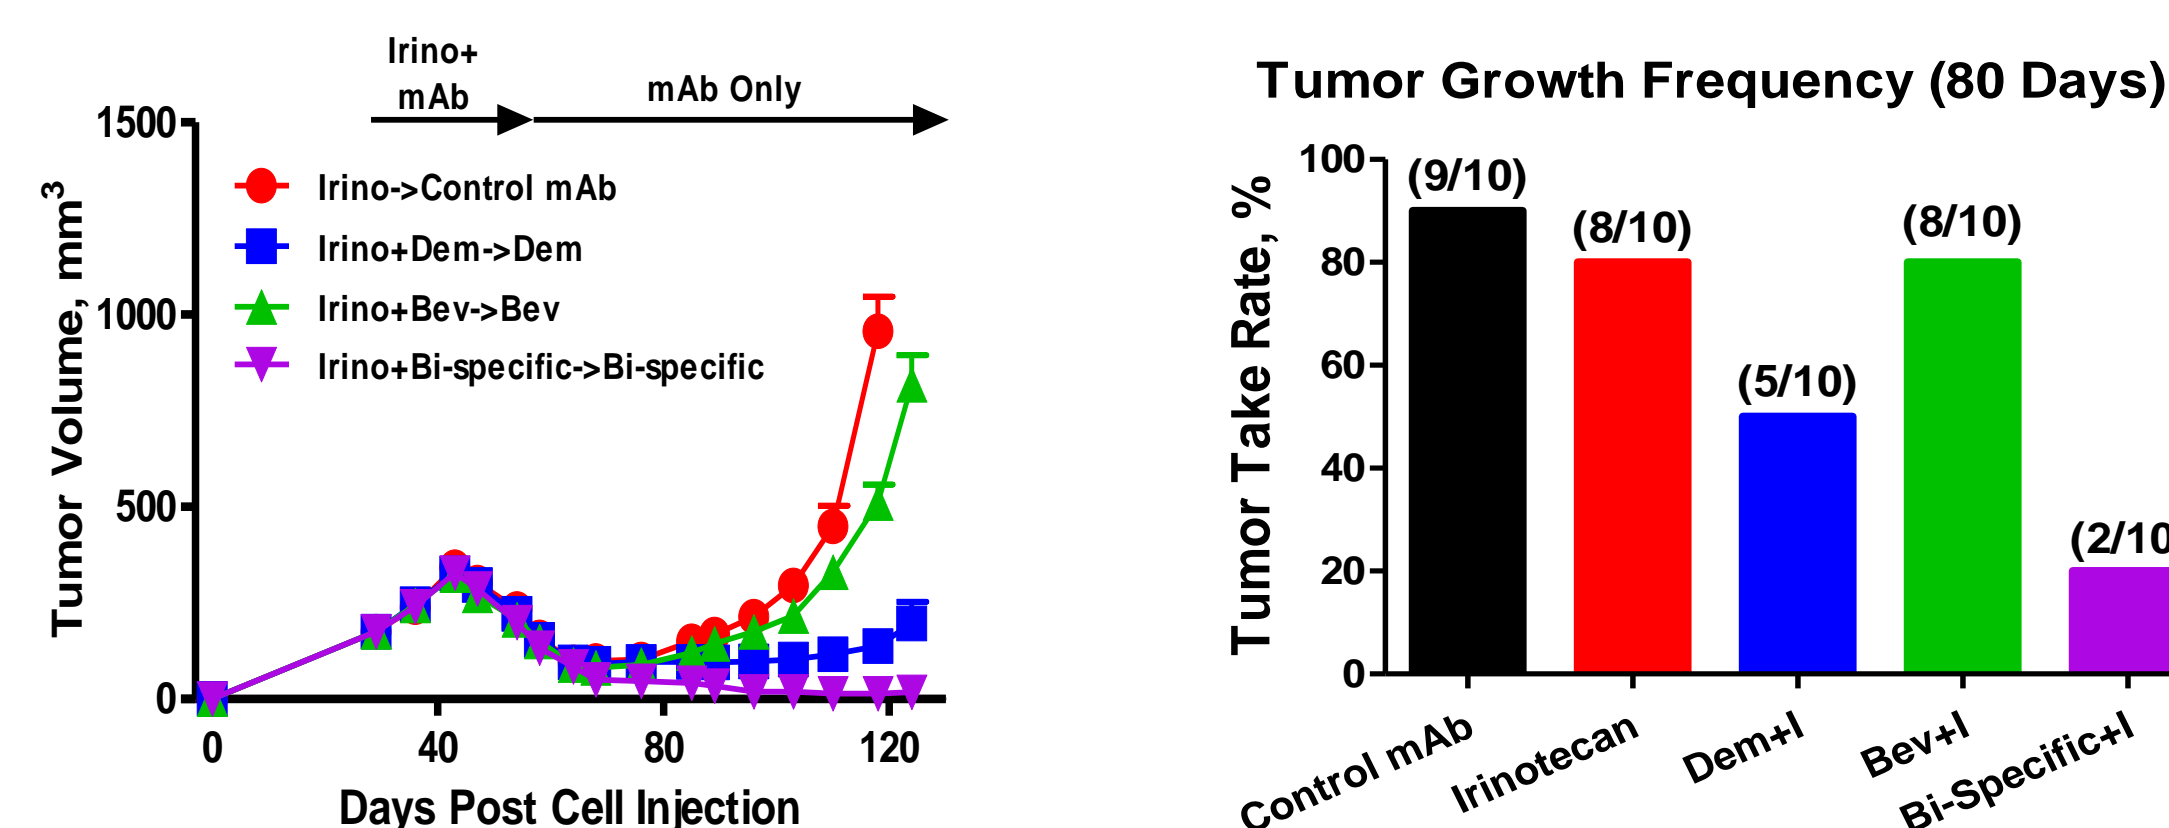 Irino+
mAb
mAb Only
1500
1000
500
0
Tumor Volume, mm³
Irino->Control mAb
Irino+Dem->Dem
Irino+Bev->Bev
Irino+Bi-specific->Bi-specific
0 40 80 120
Days Post Cell Injection
Tumor Growth Frequency (80 Days)
Tumor Take Rate, %
100
80
60
40
20
0
(9/10)
(8/10)
(5/10)
(8/10)
(2/10
Control mAb
Irinotecan
Dem+I
Bev+I
Bi-Specific+I